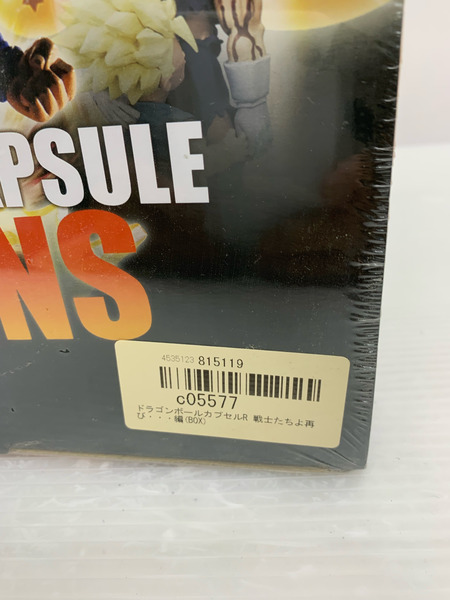 APSULE
NS
4535123 815119
c05577
ドラゴンボールカプセルR 戦士たちよ再
び・・・編(BOX)